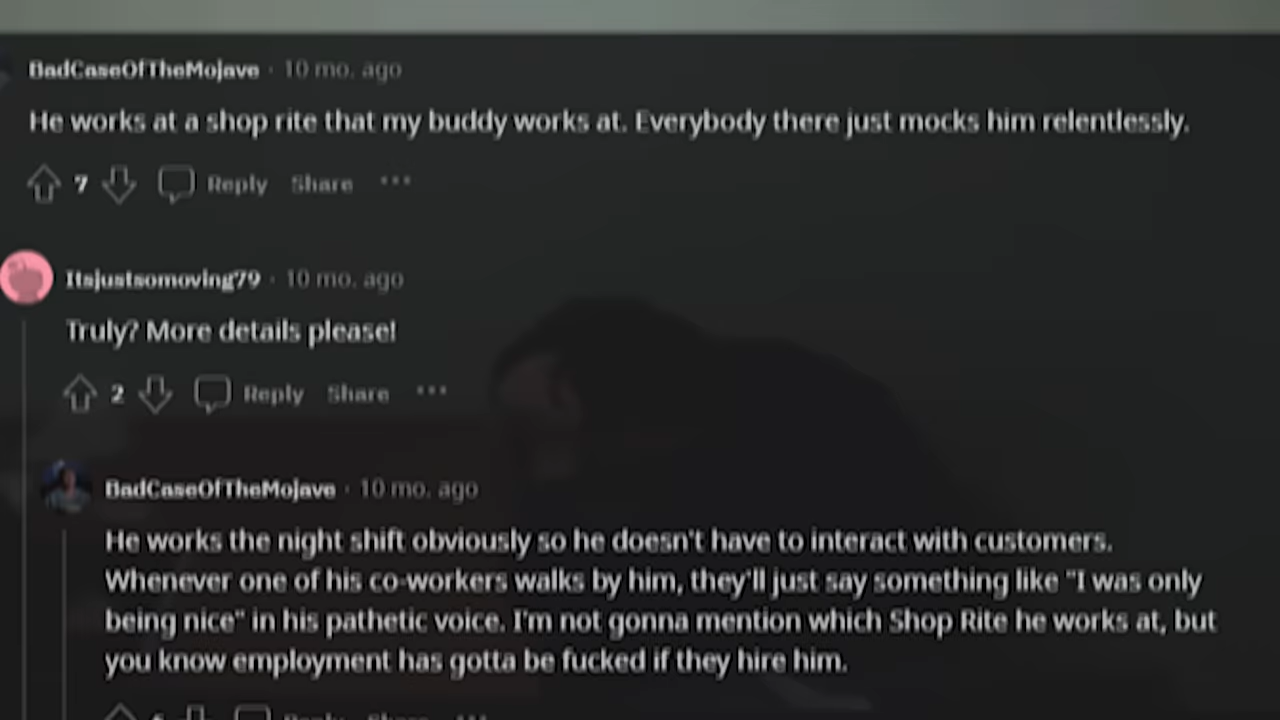 BadCaseOfTheMojave · 10 mo. ago
He works at a shop rite that my buddy works at. Everybody there just mocks him relentlessly.
7 Reply Share ···
Itsjustsomoving79 · 10 mo. ago
Truly? More details please!
2 Reply Share ···
BadCaseOfTheMojave · 10 mo. ago
He works the night shift obviously so he doesn't have to interact with customers.
Whenever one of his co-workers walks by him, they'll just say something like "I was only
being nice" in his pathetic voice. I'm not gonna mention which Shop Rite he works at, but
you know employment has gotta be fucked if they hire him.
Reply Share